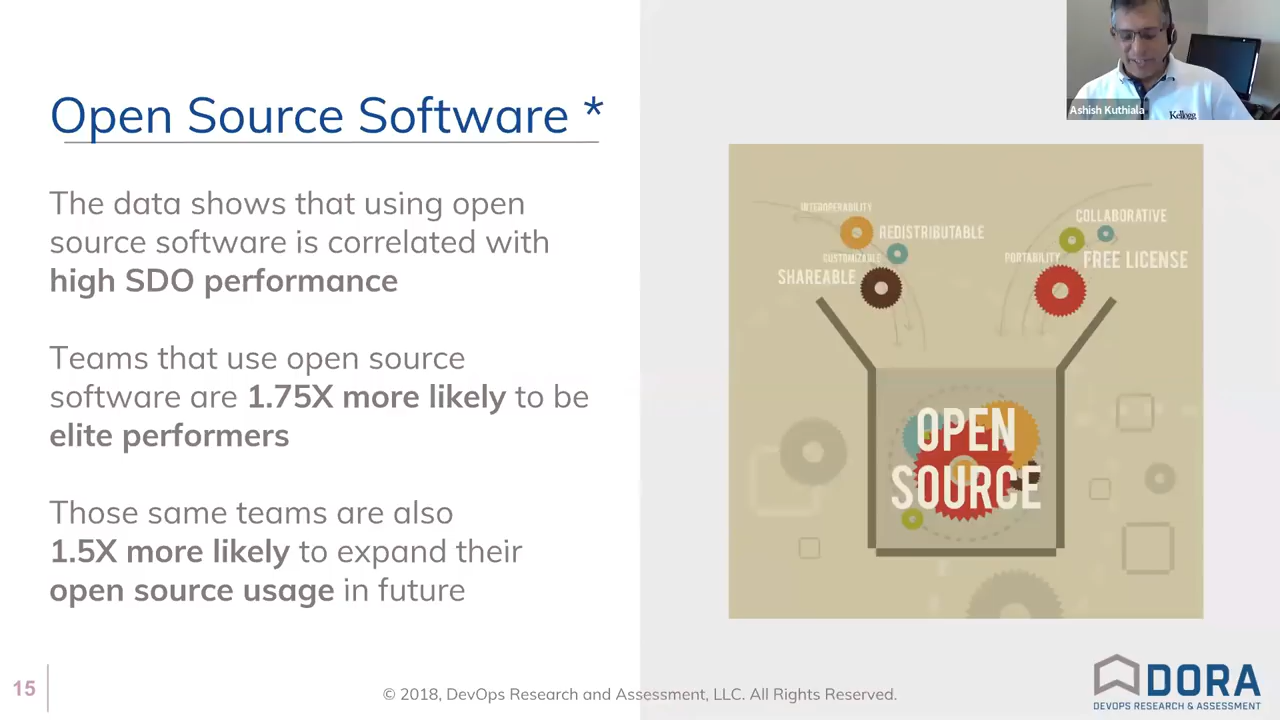 Open Source Software *
The data shows that using open
source software is correlated with
high SDO performance
Teams that use open source
software are 1.75X more likely to be
elite performers
Those same teams are also
1.5X more likely to expand their
open source usage in future
Ashish Kuthiala
Kellogg
INTEROPERABILITY
REDISTRIBUTABLE
CUSTOMIZABLE
SHAREABLE
COLLABORATIVE
PORTABILITY
FREE LICENSE
OPEN
SOURCE
15
© 2018, DevOps Research and Assessment, LLC. All Rights Reserved.
DORA
DEVOPS RESEARCH & ASSESSMENT